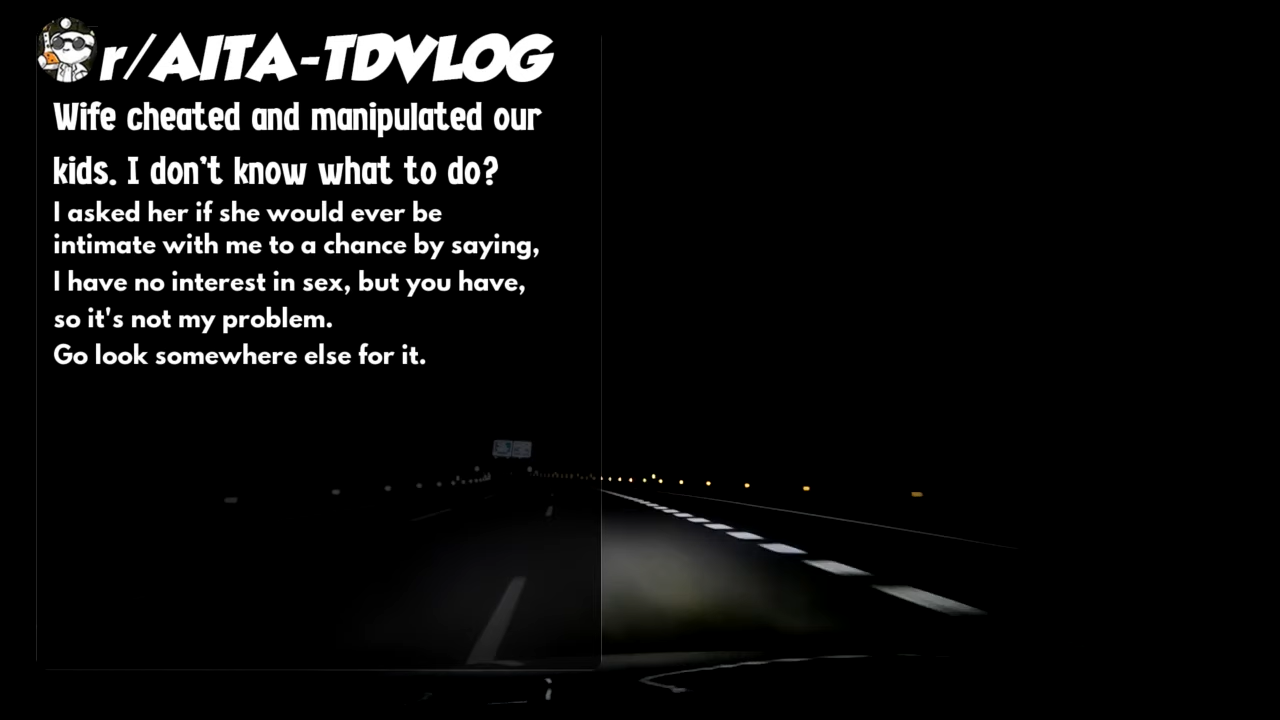 r/AITA-TDVLOG
Wife cheated and manipulated our
kids. I don't know what to do?
I asked her if she would ever be
intimate with me to a chance by saying,
I have no interest in sex, but you have,
so it's not my problem.
Go look somewhere else for it.